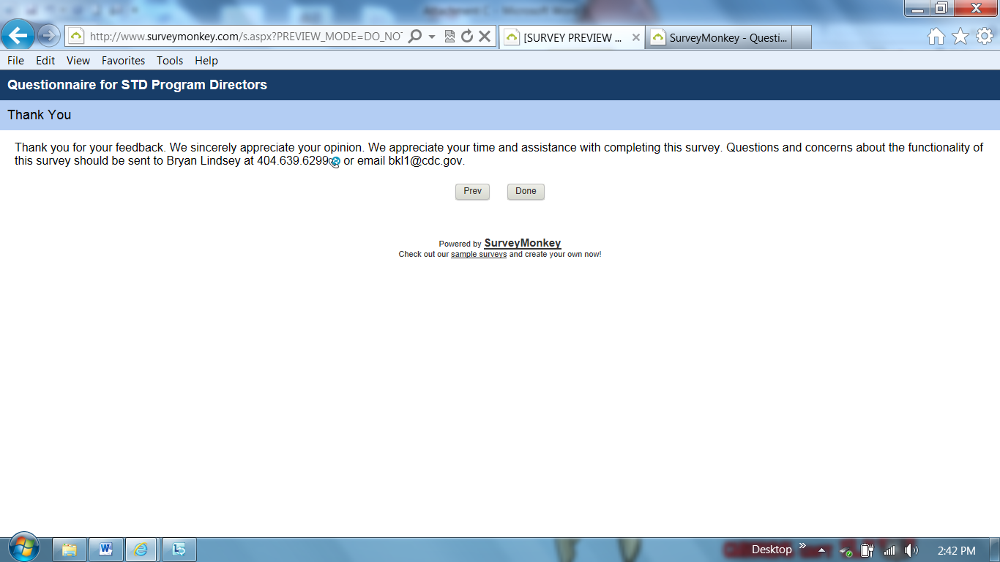 Attachment C - Microsoft Word
http://www.surveymonkey.com/s.aspx?PREVIEW_MODE=DO_NOT
[SURVEY PREVIEW ...
SurveyMonkey - Questi...
File Edit View Favorites Tools Help
Questionnaire for STD Program Directors
Thank You
Thank you for your feedback. We sincerely appreciate your opinion. We appreciate your time and assistance with completing this survey. Questions and concerns about the functionality of
this survey should be sent to Bryan Lindsey at 404.639.6299 or email bkl1@cdc.gov.
Prev Done
Powered by SurveyMonkey
Check out our sample surveys and create your own now!
Desktop
2:42 PM